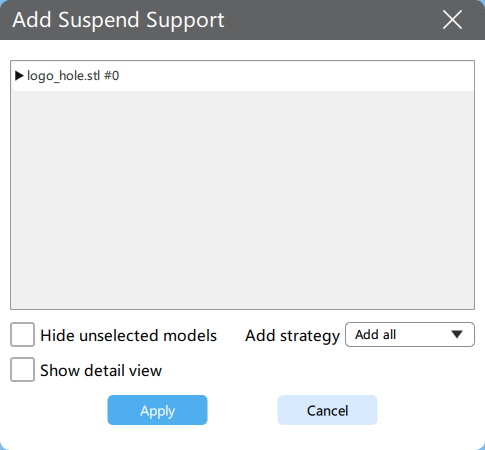 Add Suspend Support
logo_hole.stl #0
Hide unselected models
Add strategy
Add all
Show detail view
Apply
Cancel